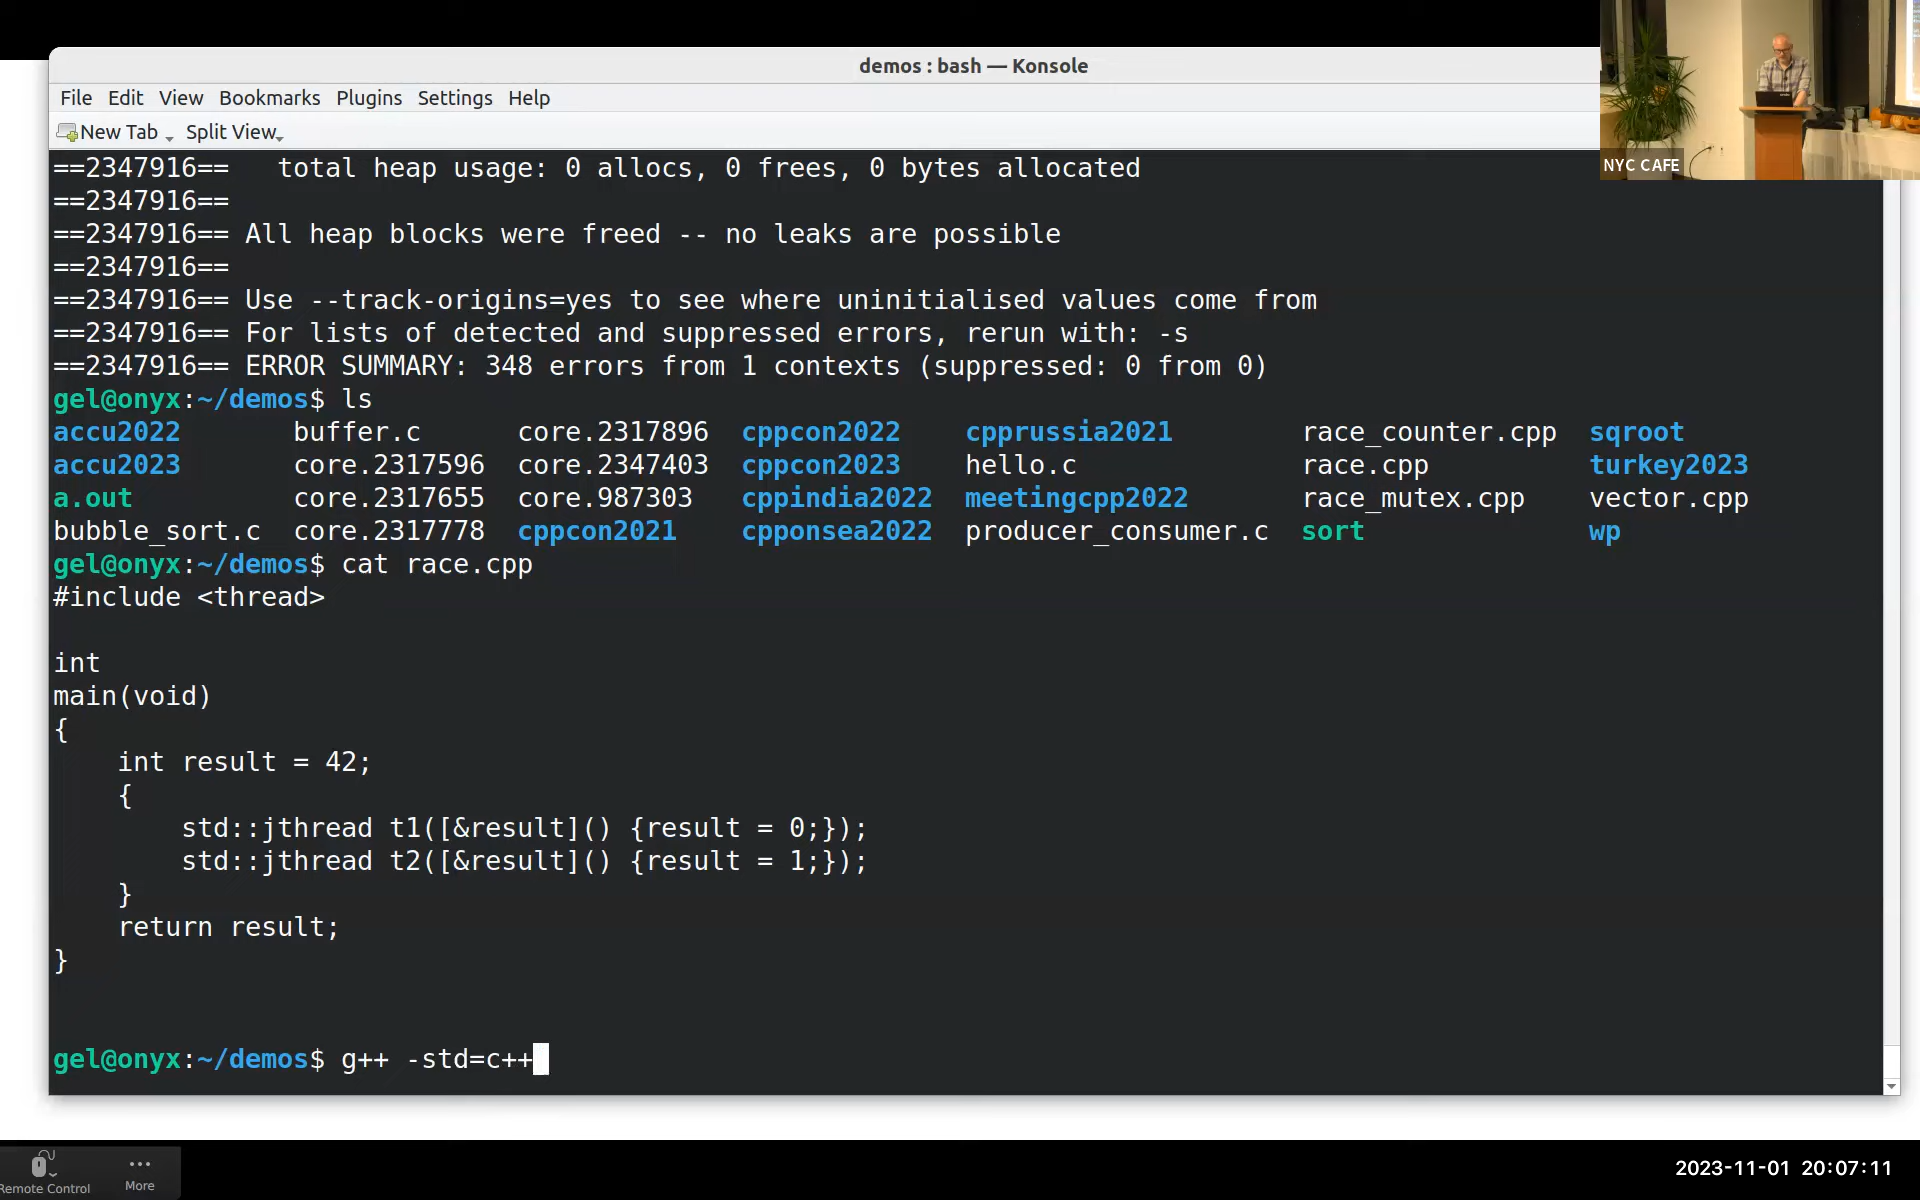 demos : bash — Konsole
File Edit View Bookmarks Plugins Settings Help
New Tab Split View
NYC CAFE
==2347916==   total heap usage: 0 allocs, 0 frees, 0 bytes allocated
==2347916==
==2347916== All heap blocks were freed -- no leaks are possible
==2347916==
==2347916== Use --track-origins=yes to see where uninitialised values come from
==2347916== For lists of detected and suppressed errors, rerun with: -s
==2347916== ERROR SUMMARY: 348 errors from 1 contexts (suppressed: 0 from 0)
gel@onyx:~/demos$ ls
accu2022       buffer.c      core.2317896  cppcon2022    cpprussia2021        race_counter.cpp  sqroot
accu2023       core.2317596  core.2347403  cppcon2023    hello.c              race.cpp          turkey2023
a.out          core.2317655  core.987303   cppindia2022  meetingcpp2022       race_mutex.cpp    vector.cpp
bubble_sort.c  core.2317778  cppcon2021    cpponsea2022  producer_consumer.c  sort              wp
gel@onyx:~/demos$ cat race.cpp
#include <thread>
int
main(void)
{
    int result = 42;
    {
        std::jthread t1([&result]() {result = 0;});
        std::jthread t2([&result]() {result = 1;});
    }
    return result;
}
gel@onyx:~/demos$ g++ -std=c++
Remote Control
More
2023-11-01 20:07:11